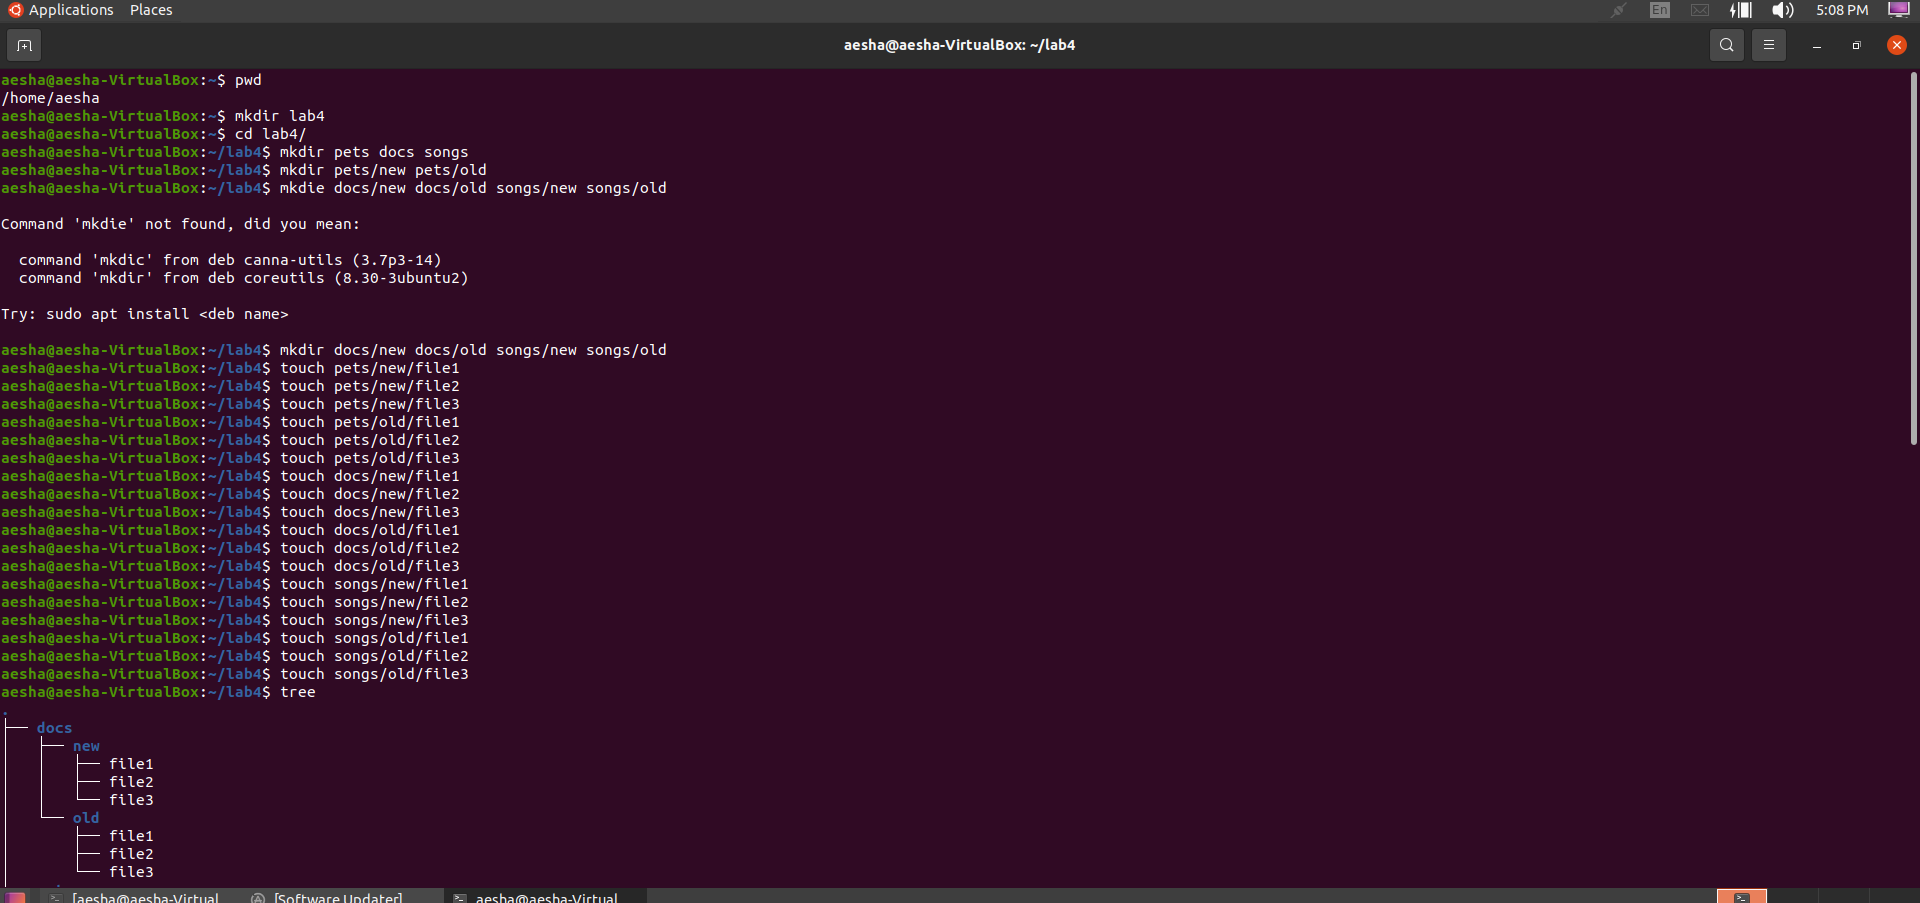 Applications Places En 5:08 PM
aesha@aesha-VirtualBox: ~/lab4
aesha@aesha-VirtualBox:~$ pwd
/home/aesha
aesha@aesha-VirtualBox:~$ mkdir lab4
aesha@aesha-VirtualBox:~$ cd lab4/
aesha@aesha-VirtualBox:~/lab4$ mkdir pets docs songs
aesha@aesha-VirtualBox:~/lab4$ mkdir pets/new pets/old
aesha@aesha-VirtualBox:~/lab4$ mkdie docs/new docs/old songs/new songs/old
Command 'mkdie' not found, did you mean:
command 'mkdic' from deb canna-utils (3.7p3-14)
command 'mkdir' from deb coreutils (8.30-3ubuntu2)
Try: sudo apt install <deb name>
aesha@aesha-VirtualBox:~/lab4$ mkdir docs/new docs/old songs/new songs/old
aesha@aesha-VirtualBox:~/lab4$ touch pets/new/file1
aesha@aesha-VirtualBox:~/lab4$ touch pets/new/file2
aesha@aesha-VirtualBox:~/lab4$ touch pets/new/file3
aesha@aesha-VirtualBox:~/lab4$ touch pets/old/file1
aesha@aesha-VirtualBox:~/lab4$ touch pets/old/file2
aesha@aesha-VirtualBox:~/lab4$ touch pets/old/file3
aesha@aesha-VirtualBox:~/lab4$ touch docs/new/file1
aesha@aesha-VirtualBox:~/lab4$ touch docs/new/file2
aesha@aesha-VirtualBox:~/lab4$ touch docs/new/file3
aesha@aesha-VirtualBox:~/lab4$ touch docs/old/file1
aesha@aesha-VirtualBox:~/lab4$ touch docs/old/file2
aesha@aesha-VirtualBox:~/lab4$ touch docs/old/file3
aesha@aesha-VirtualBox:~/lab4$ touch songs/new/file1
aesha@aesha-VirtualBox:~/lab4$ touch songs/new/file2
aesha@aesha-VirtualBox:~/lab4$ touch songs/new/file3
aesha@aesha-VirtualBox:~/lab4$ touch songs/old/file1
aesha@aesha-VirtualBox:~/lab4$ touch songs/old/file2
aesha@aesha-VirtualBox:~/lab4$ touch songs/old/file3
aesha@aesha-VirtualBox:~/lab4$ tree
.
├── docs
│   ├── new
│   │   ├── file1
│   │   ├── file2
│   │   └── file3
│   └── old
│       ├── file1
│       ├── file2
│       └── file3
[aesha@aesha-Virtual [Software Updater] aesha@aesha-Virtual